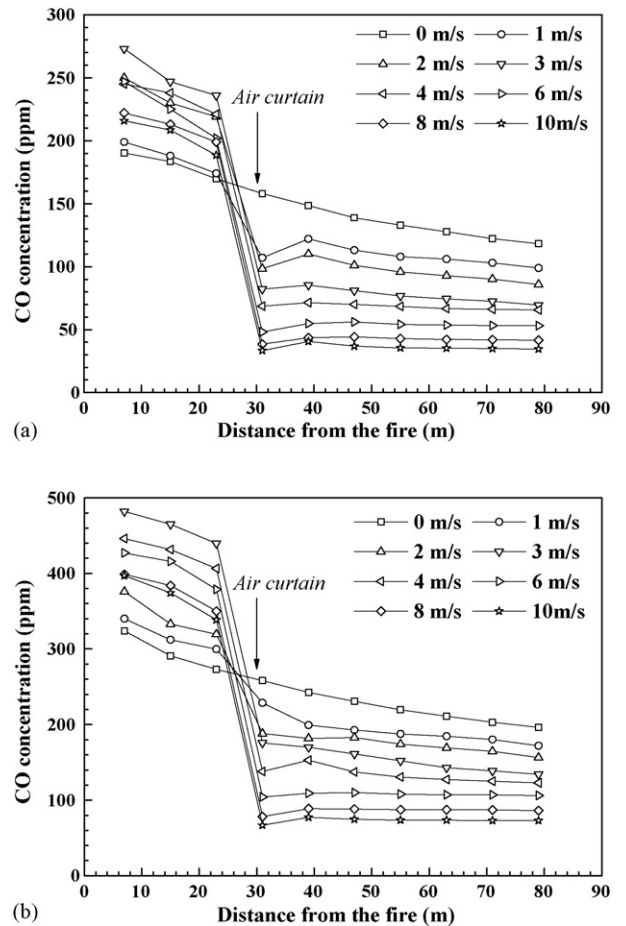 300
250
200
150
100
50
0
CO concentration (ppm)
0 m/s 1 m/s
2 m/s 3 m/s
4 m/s 6 m/s
8 m/s 10m/s
Air curtain
0 10 20 30 40 50 60 70 80 90
Distance from the fire (m)
(a)
500
400
300
200
100
0
CO concentration (ppm)
0 m/s 1 m/s
2 m/s 3 m/s
4 m/s 6 m/s
8 m/s 10m/s
Air curtain
0 10 20 30 40 50 60 70 80 90
Distance from the fire (m)
(b)